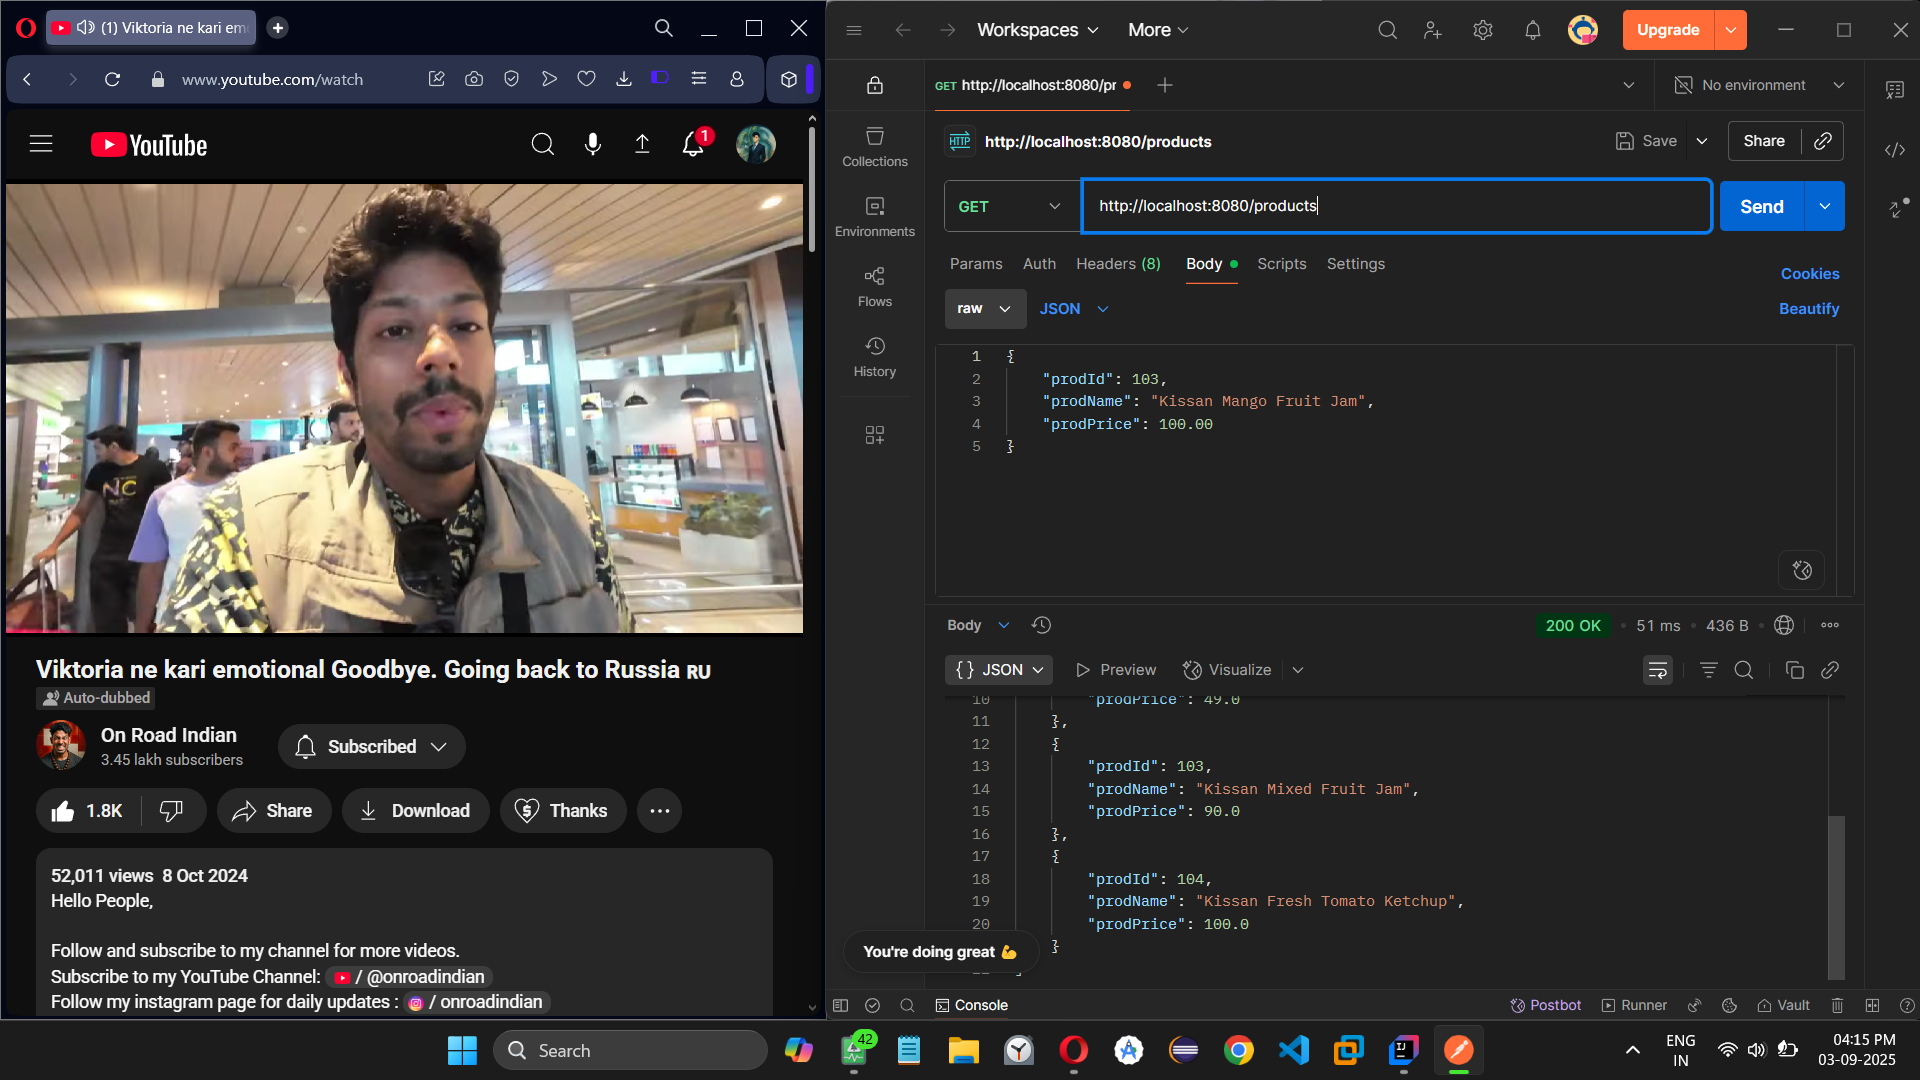 (1) Viktoria ne kari em
www.youtube.com/watch
YouTube
1
NC
Viktoria ne kari emotional Goodbye. Going back to Russia RU
Auto-dubbed
On Road Indian
3.45 lakh subscribers
Subscribed
1.8K
Share
Download
Thanks
52,011 views 8 Oct 2024
Hello People,
Follow and subscribe to my channel for more videos.
Subscribe to my YouTube Channel: / @onroadindian
Follow my instagram page for daily updates : / onroadindian
Workspaces
More
Upgrade
GET http://localhost:8080/pr
No environment
Collections
Environments
Flows
History
HTTP http://localhost:8080/products
Save
Share
GET
http://localhost:8080/products
Send
Params Auth Headers (8) Body Scripts Settings
Cookies
raw JSON
Beautify
1 {
2 "prodId": 103,
3 "prodName": "Kissan Mango Fruit Jam",
4 "prodPrice": 100.00
5 }
Body
200 OK • 51 ms • 436 B
{} JSON Preview Visualize
10 "prodPrice": 49.0
11 },
12 {
13 "prodId": 103,
14 "prodName": "Kissan Mixed Fruit Jam",
15 "prodPrice": 90.0
16 },
17 {
18 "prodId": 104,
19 "prodName": "Kissan Fresh Tomato Ketchup",
20 "prodPrice": 100.0
}
You're doing great 💪
Console
Postbot
Runner
Vault
Search
42
IJ
ENG
IN
04:15 PM
03-09-2025